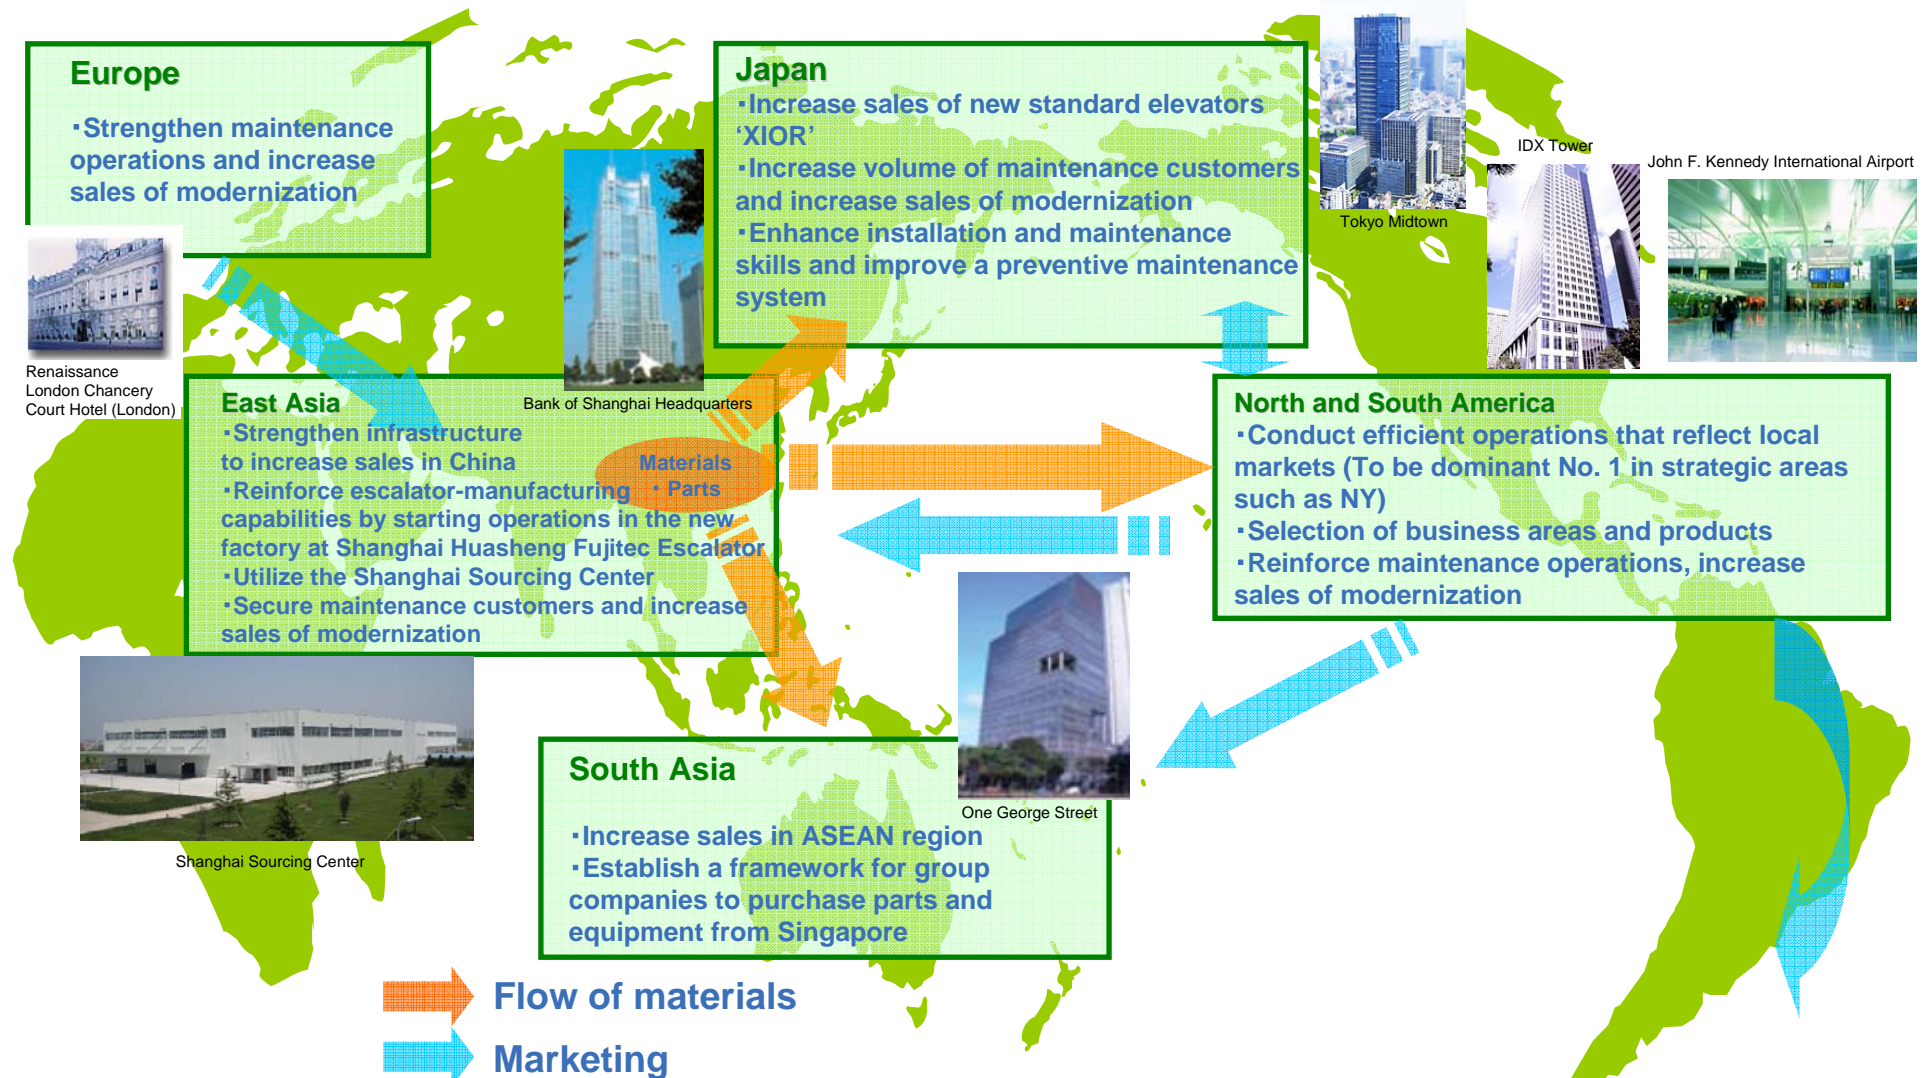 Europe
・Strengthen maintenance
operations and increase
sales of modernization
Renaissance
London Chancery
Court Hotel (London)
Japan
・Increase sales of new standard elevators
‘XIOR’
・Increase volume of maintenance customers
and increase sales of modernization
・Enhance installation and maintenance
skills and improve a preventive maintenance
system
Tokyo Midtown
IDX Tower
John F. Kennedy International Airport
Bank of Shanghai Headquarters
East Asia
・Strengthen infrastructure
to increase sales in China
・Reinforce escalator-manufacturing
capabilities by starting operations in the new
factory at Shanghai Huasheng Fujitec Escalator
・Utilize the Shanghai Sourcing Center
・Secure maintenance customers and increase
sales of modernization
Materials
・Parts
North and South America
・Conduct efficient operations that reflect local
markets (To be dominant No. 1 in strategic areas
such as NY)
・Selection of business areas and products
・Reinforce maintenance operations, increase
sales of modernization
Shanghai Sourcing Center
South Asia
・Increase sales in ASEAN region
・Establish a framework for group
companies to purchase parts and
equipment from Singapore
One George Street
Flow of materials
Marketing